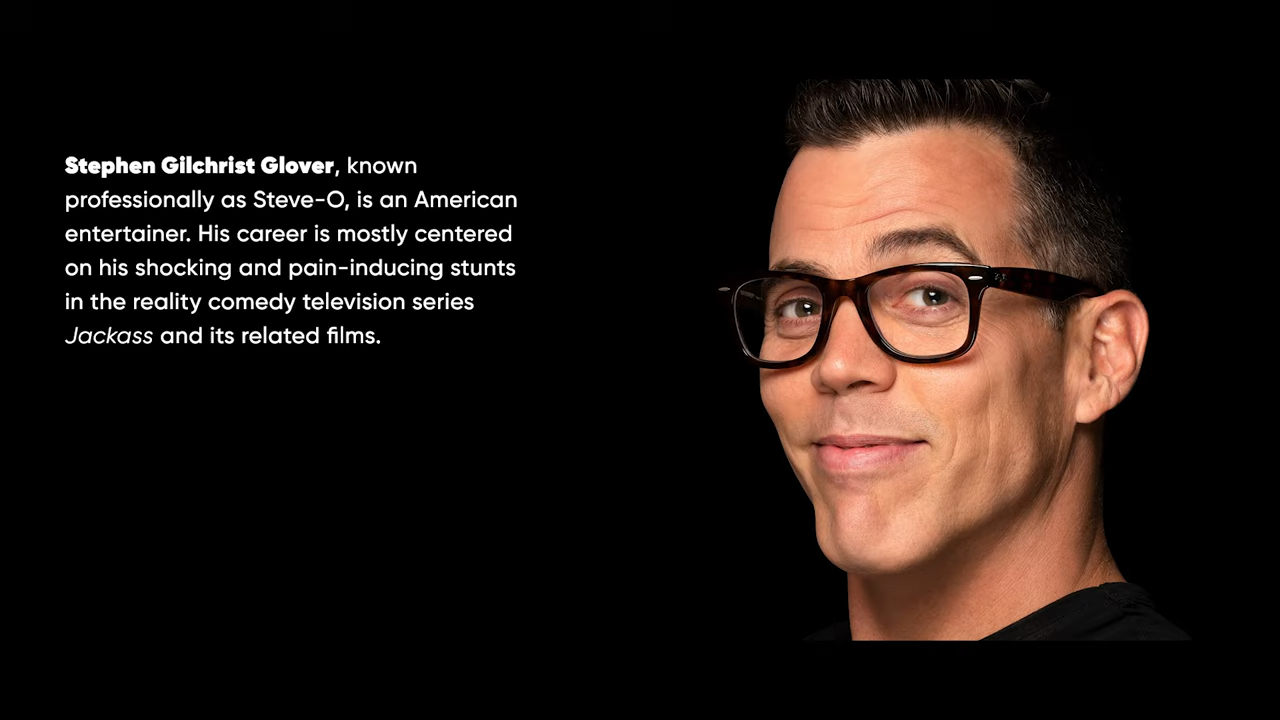 Stephen Gilchrist Glover, known
professionally as Steve-O, is an American
entertainer. His career is mostly centered
on his shocking and pain-inducing stunts
in the reality comedy television series
Jackass and its related films.